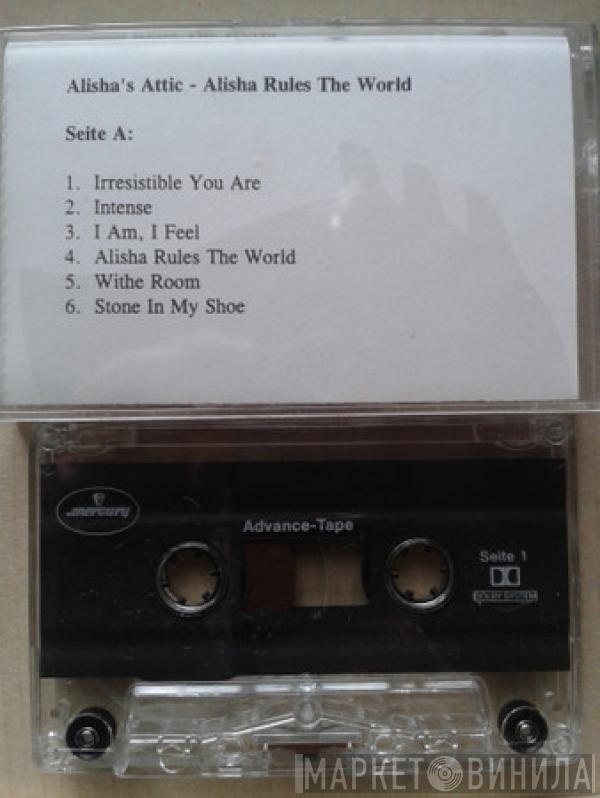 Alisha's Attic - Alisha Rules The World
Seite A:
1. Irresistible You Are
2. Intense
3. I Am, I Feel
4. Alisha Rules The World
5. Withe Room
6. Stone In My Shoe
mercury
Advance-Tape
Seite 1
DOLBY SYSTEM
МАРКЕТ ВИНИЛА